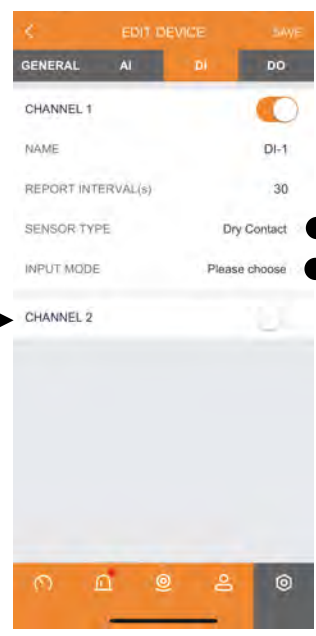 EDIT DEVICE SAVE
GENERAL AI DI DO
CHANNEL 1
NAME DI-1
REPORT INTERVAL(s) 30
SENSOR TYPE Dry Contact
INPUT MODE Please choose
CHANNEL 2